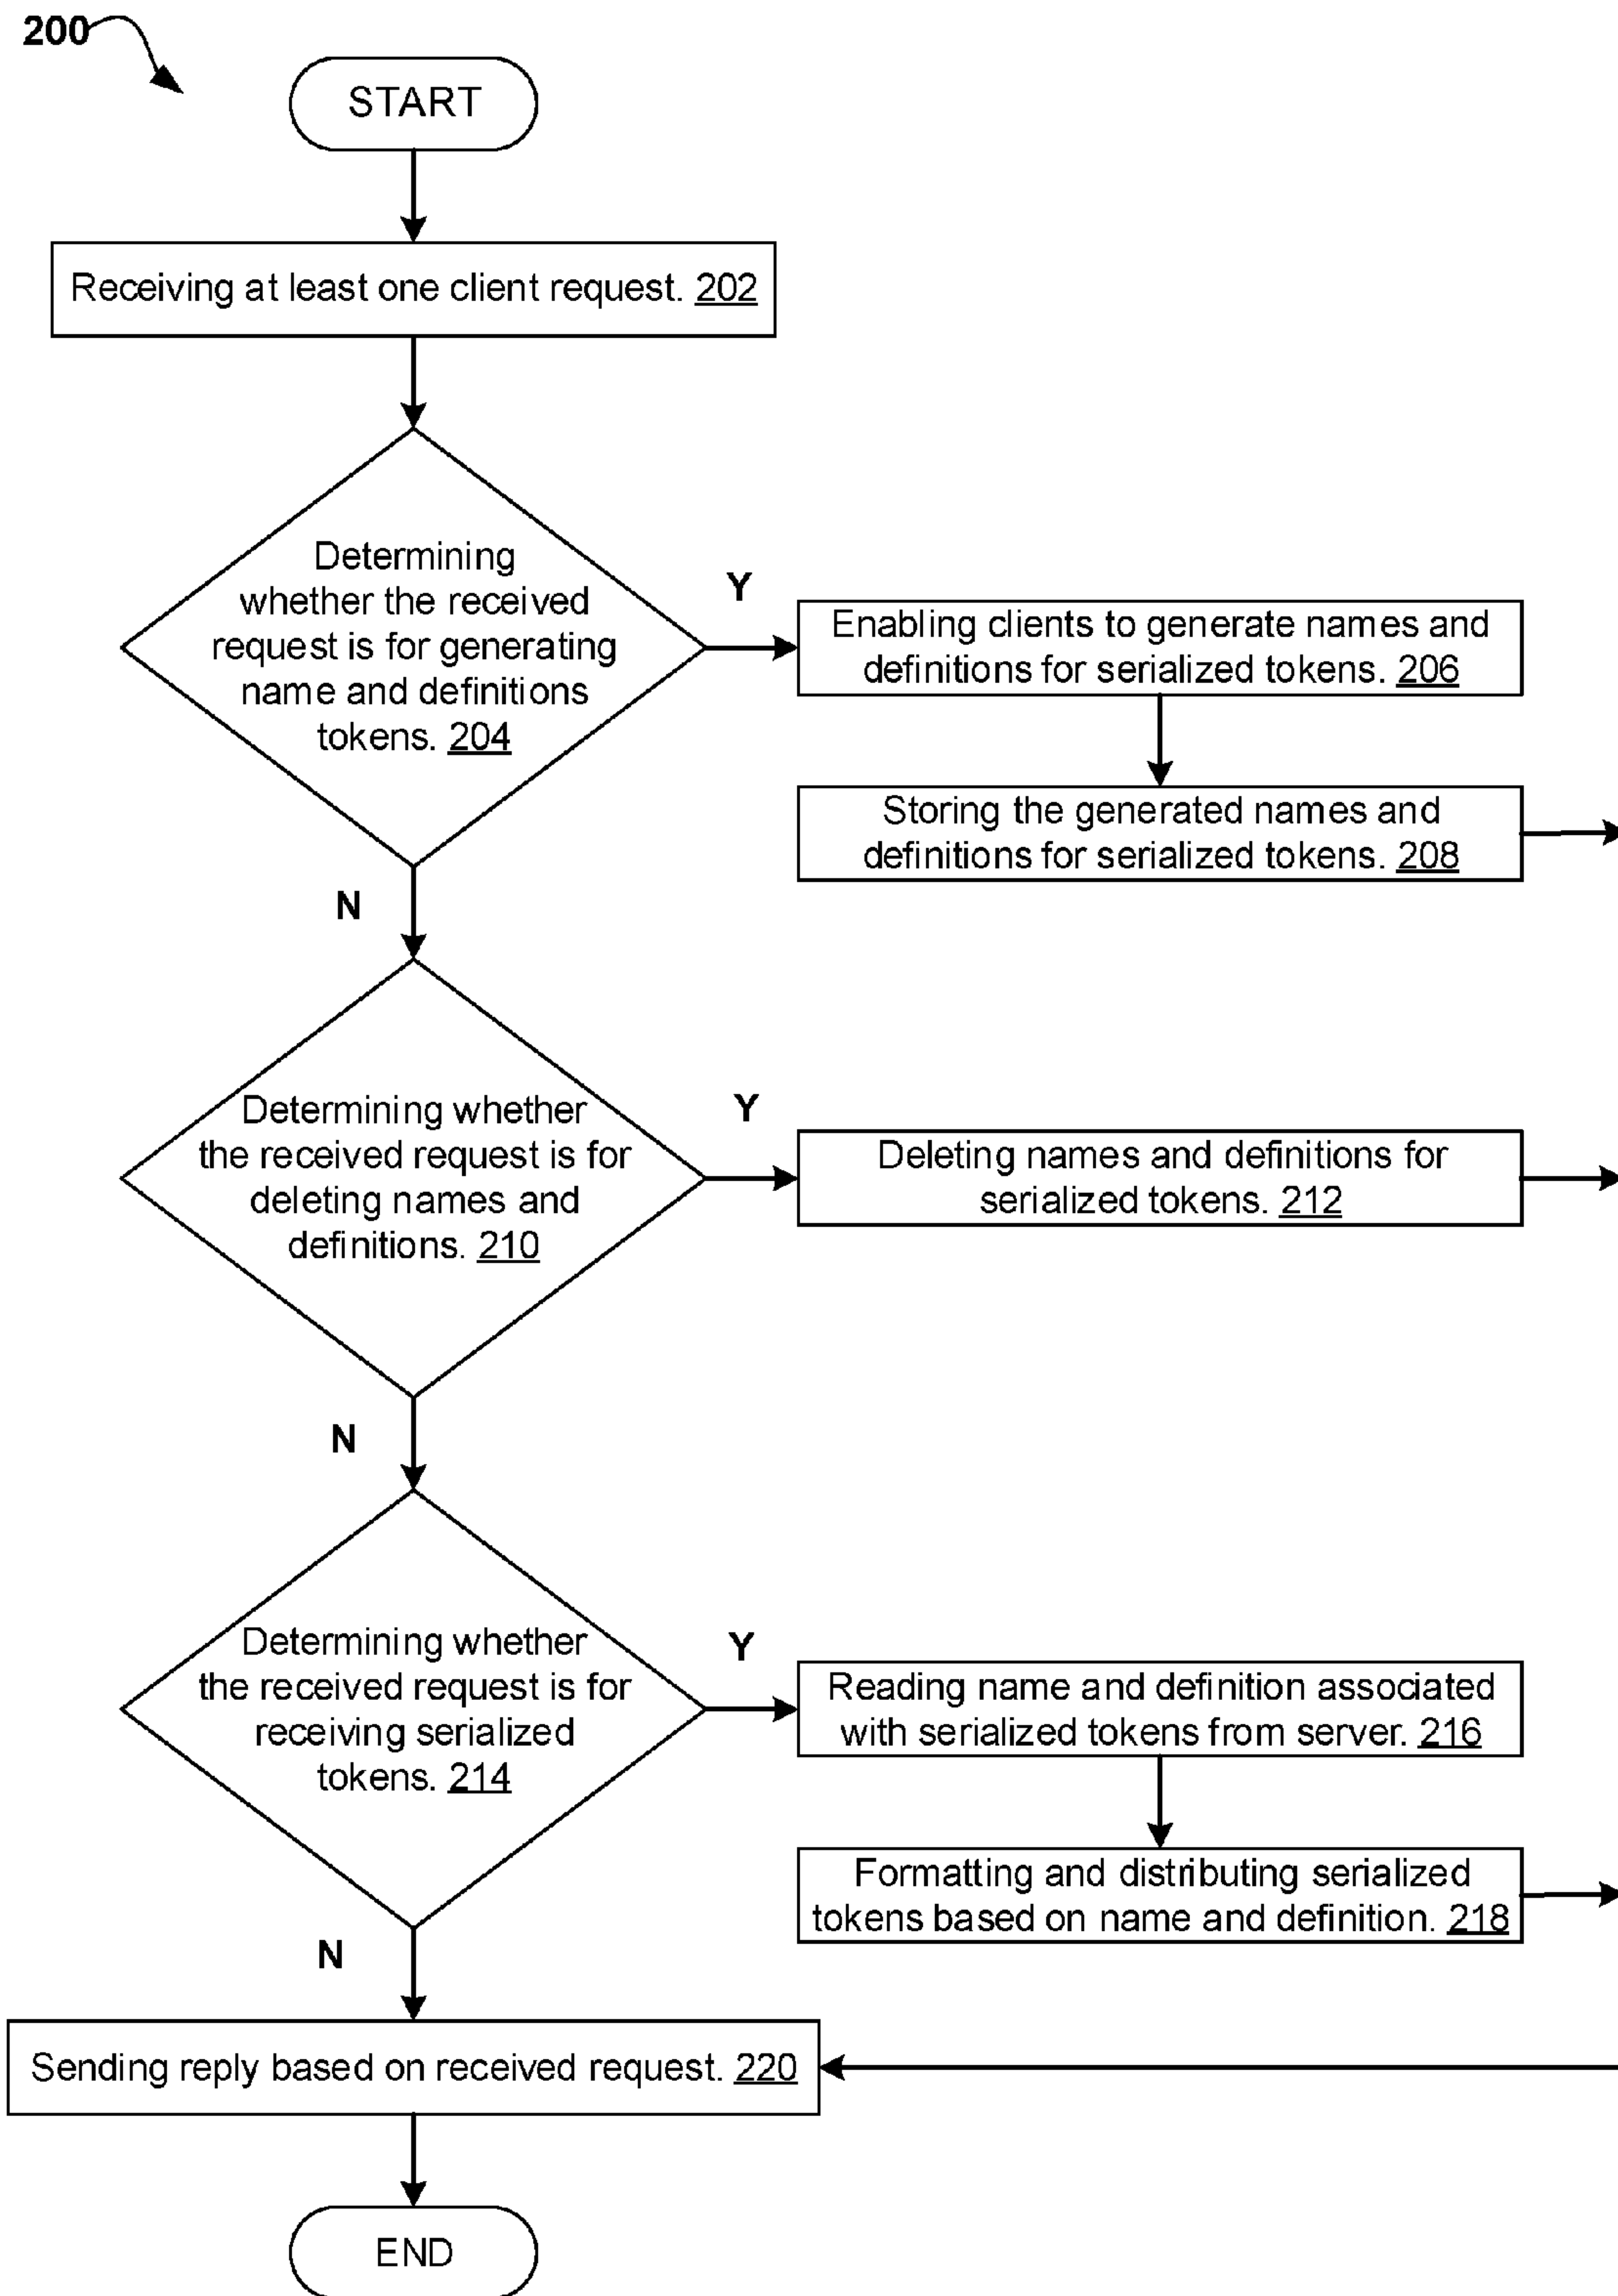 200
START
Receiving at least one client request. 202
Determining
whether the received
request is for generating
name and definitions
tokens. 204
Y
Enabling clients to generate names and
definitions for serialized tokens. 206
Storing the generated names and
definitions for serialized tokens. 208
N
Determining whether
the received request is for
deleting names and
definitions. 210
Y
Deleting names and definitions for
serialized tokens. 212
N
Determining whether
the received request is for
receiving serialized
tokens. 214
Y
Reading name and definition associated
with serialized tokens from server. 216
Formatting and distributing serialized
tokens based on name and definition. 218
N
Sending reply based on received request. 220
END